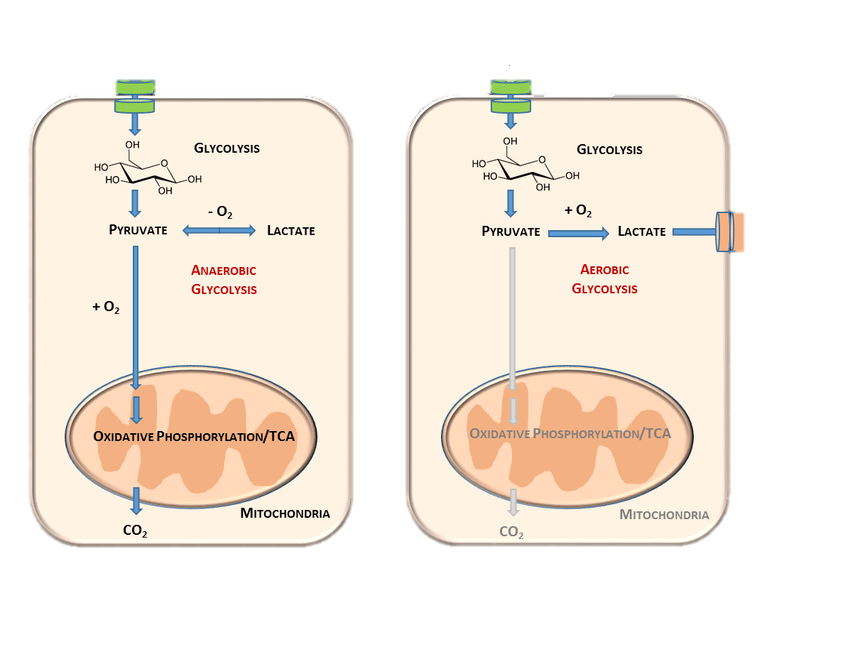 GLYCOLYSIS
OH
O
HO
HO
OH
OH
- O2
PYRUVATE
LACTATE
ANAEROBIC
GLYCOLYSIS
+ O2
OXIDATIVE PHOSPHORYLATION/TCA
MITOCHONDRIA
CO2
GLYCOLYSIS
OH
O
HO
HO
OH
OH
+ O2
PYRUVATE
LACTATE
AEROBIC
GLYCOLYSIS
OXIDATIVE PHOSPHORYLATION/TCA
MITOCHONDRIA
CO2